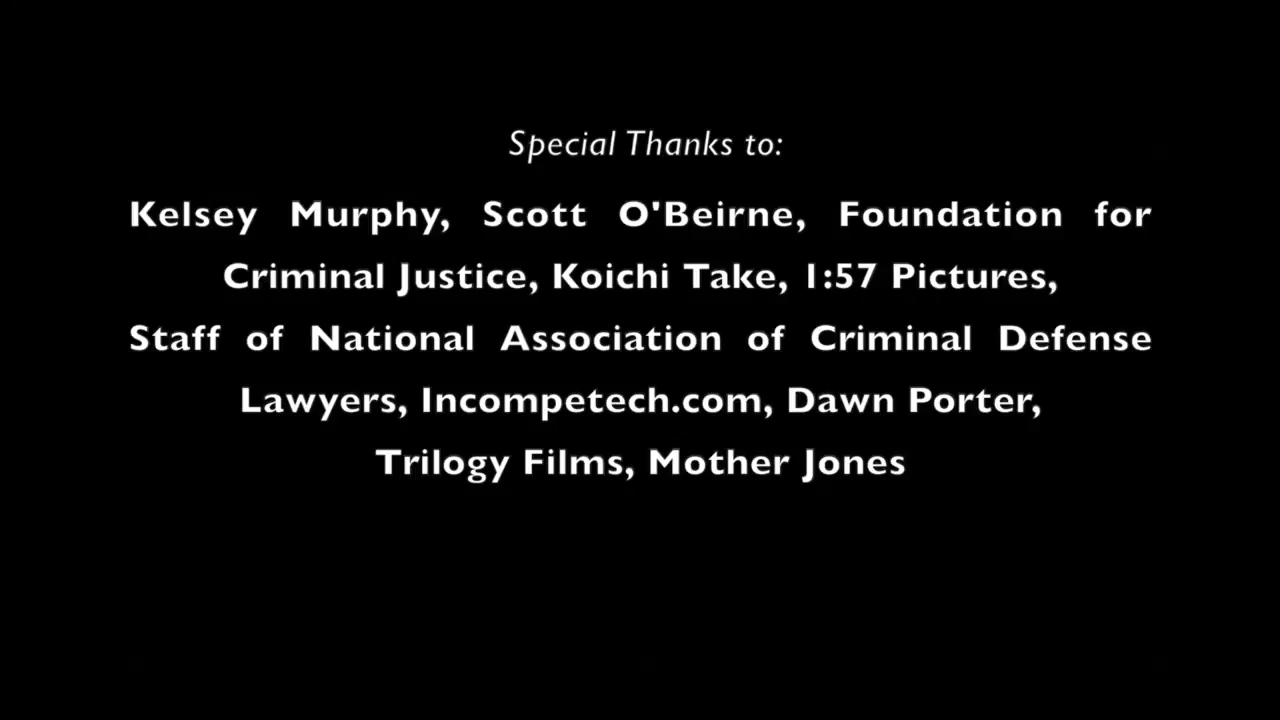 Special Thanks to:
Kelsey Murphy, Scott O'Beirne, Foundation for
Criminal Justice, Koichi Take, 1:57 Pictures,
Staff of National Association of Criminal Defense
Lawyers, Incompetech.com, Dawn Porter,
Trilogy Films, Mother Jones